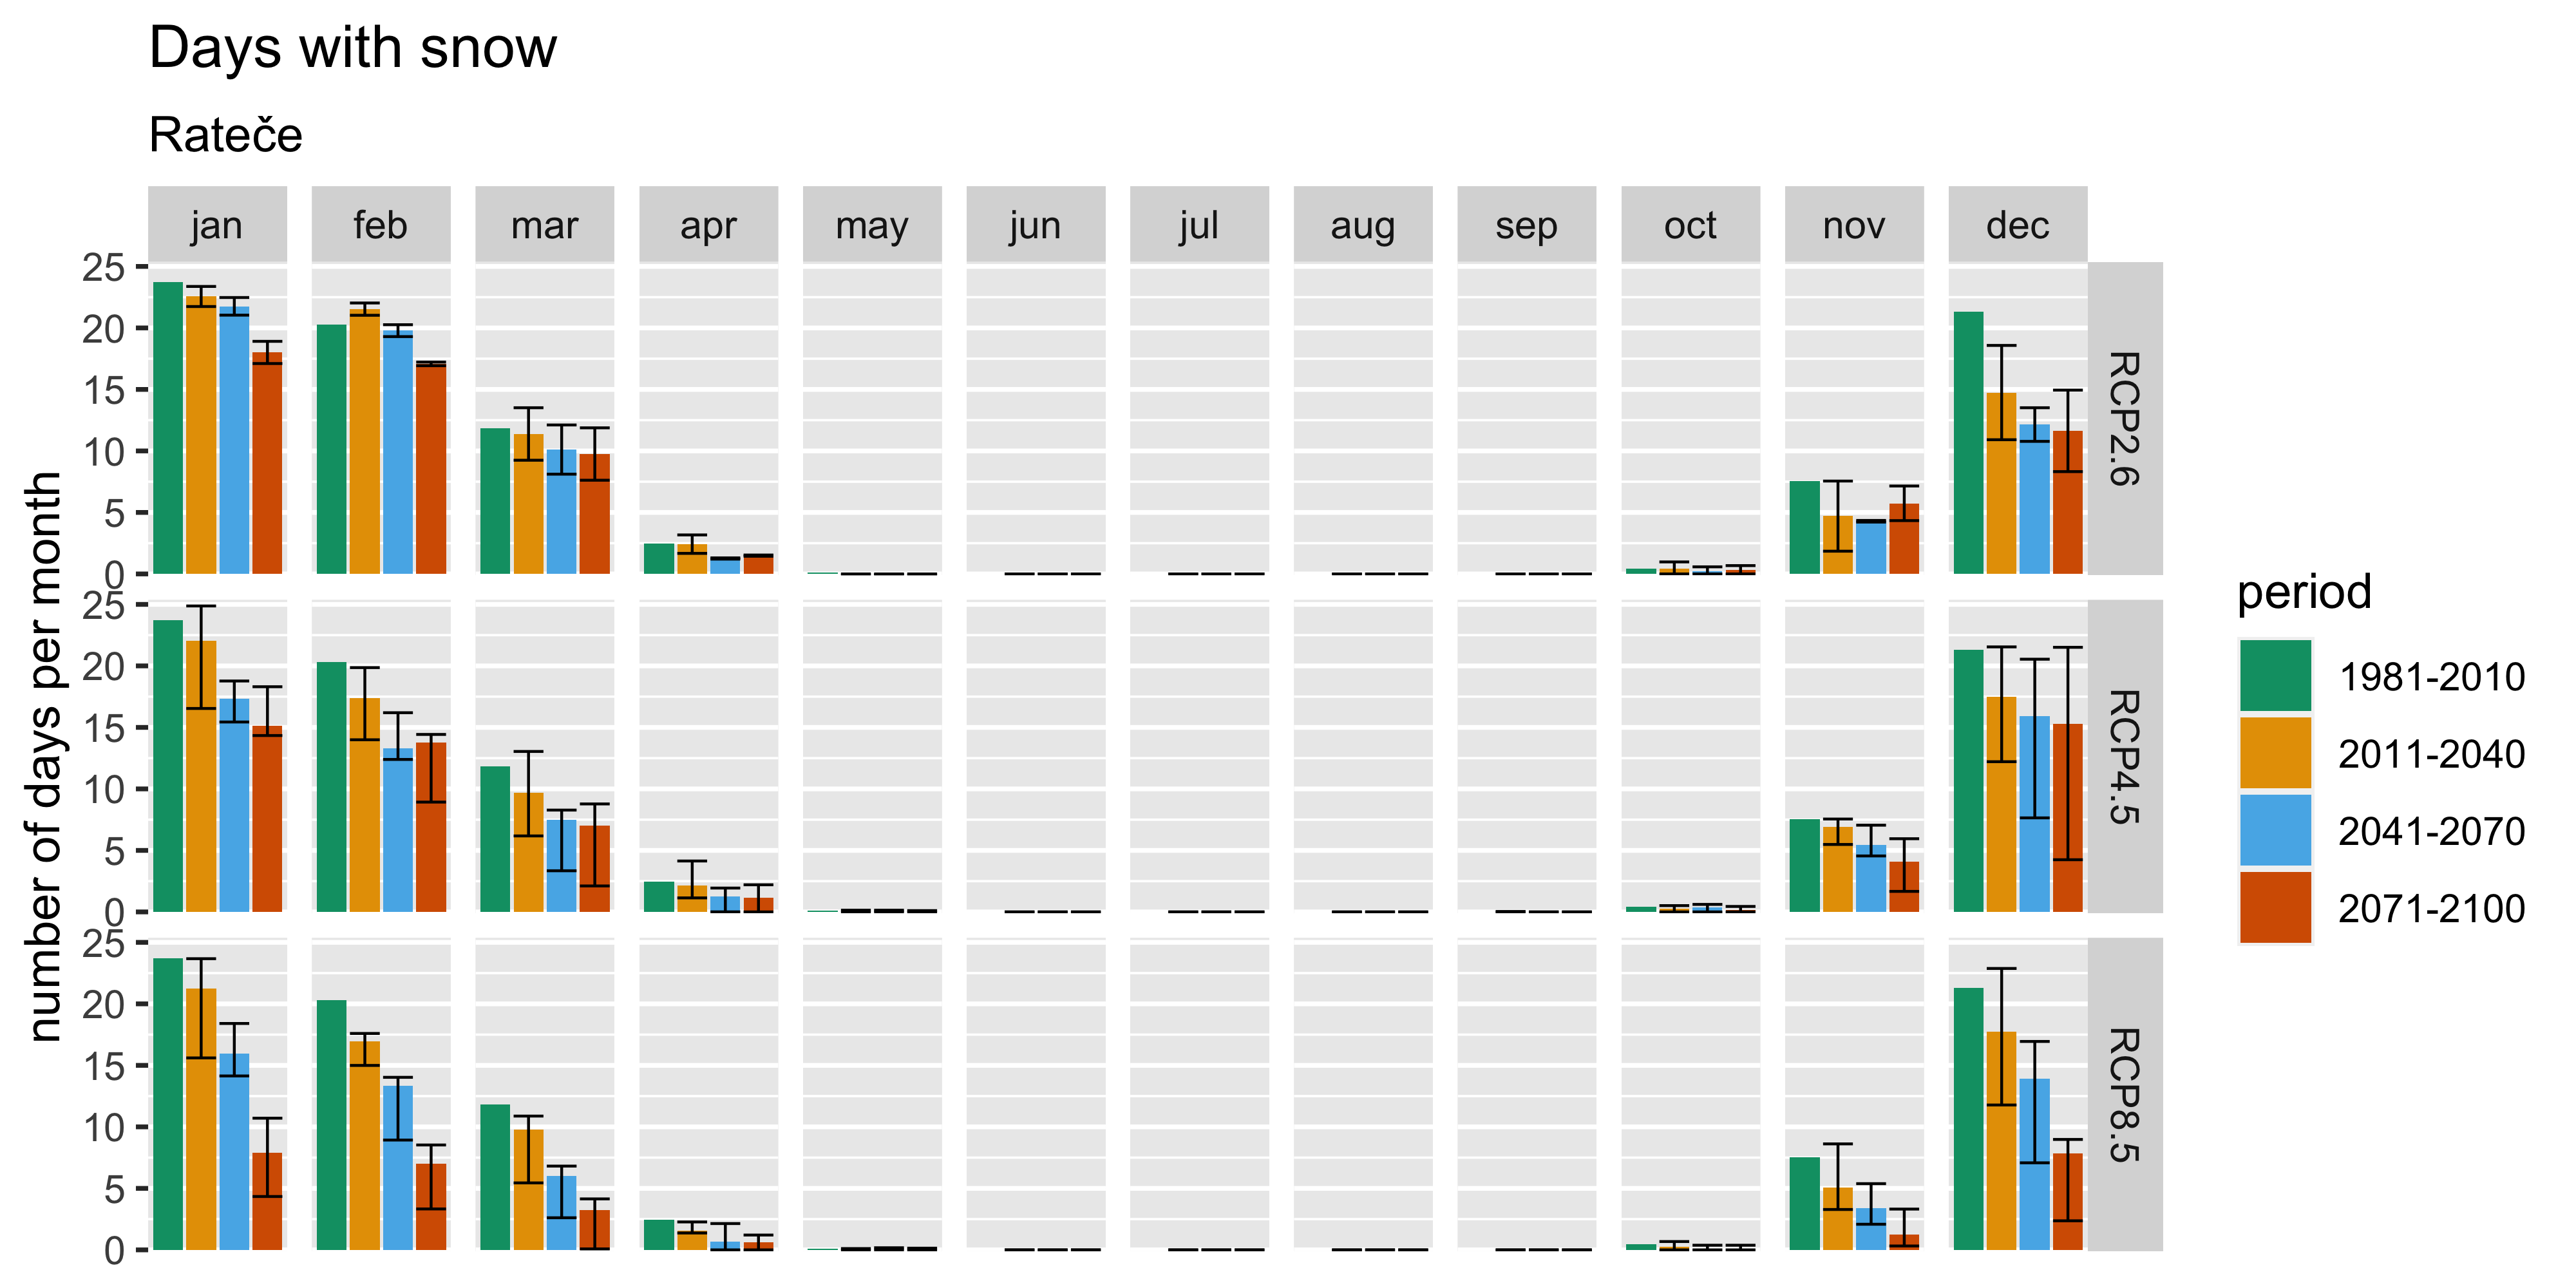 Days with snow
Rateče
jan feb mar apr may jun jul aug sep oct nov dec
number of days per month
25
20
15
10
5
0
RCP2.6
25
20
15
10
5
0
RCP4.5
25
20
15
10
5
0
RCP8.5
period
1981-2010
2011-2040
2041-2070
2071-2100